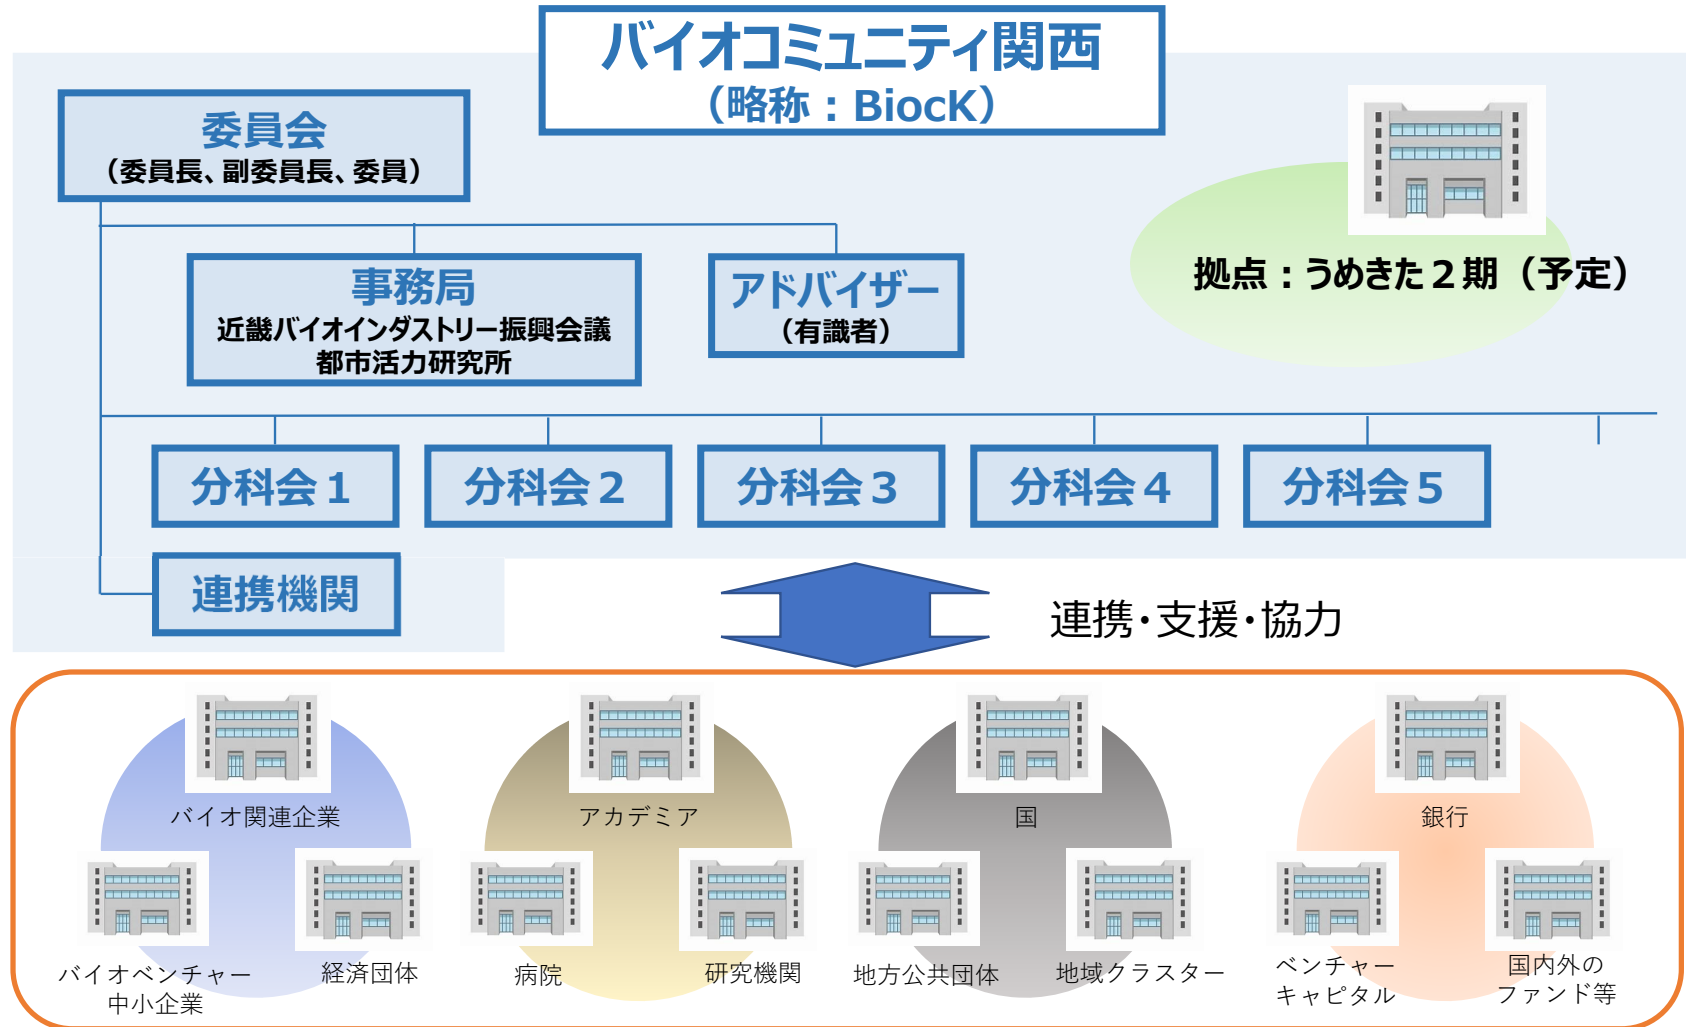 バイオコミュニティ関西
（略称：BiocK）
委員会
（委員長、副委員長、委員）
拠点：うめきた２期（予定）
事務局
近畿バイオインダストリー振興会議
都市活力研究所
アドバイザー
（有識者）
分科会１
分科会２
分科会３
分科会４
分科会５
連携機関
連携・支援・協力
バイオ関連企業
アカデミア
国
銀行
バイオベンチャー
中小企業
経済団体
病院
研究機関
地方公共団体
地域クラスター
ベンチャー
キャピタル
国内外の
ファンド等